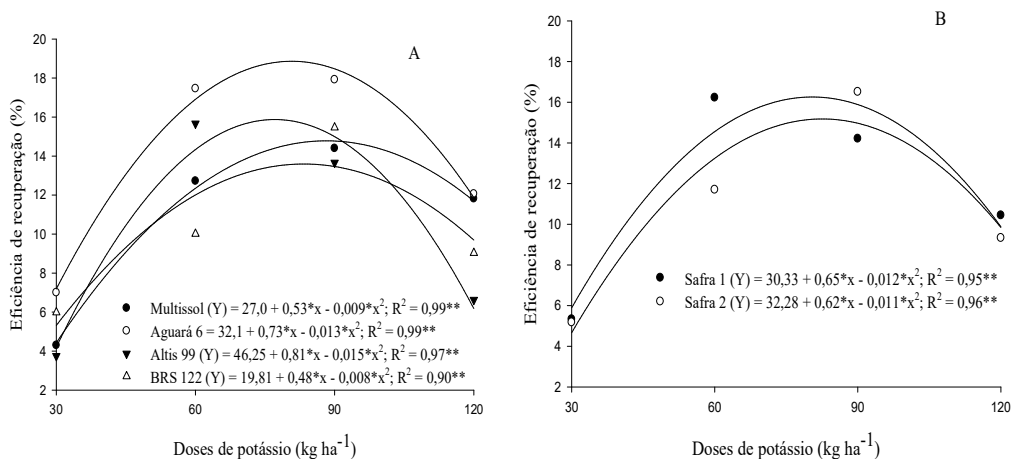 A
Eficiência de recuperação (%)
20
18
16
14
12
10
8
6
4
2
Multissol (Y) = 27,0 + 0,53*x - 0,009*x²; R² = 0,99**
Aguará 6 = 32,1 + 0,73*x - 0,013*x²; R² = 0,99**
Altis 99 (Y) = 46,25 + 0,81*x - 0,015*x²; R² = 0,97**
BRS 122 (Y) = 19,81 + 0,48*x - 0,008*x²; R² = 0,90**
30 60 90 120
Doses de potássio (kg ha⁻¹)
B
Eficiência de recuperação (%)
20
18
16
14
12
10
8
6
4
2
Safra 1 (Y) = 30,33 + 0,65*x - 0,012*x²; R² = 0,95**
Safra 2 (Y) = 32,28 + 0,62*x - 0,011*x²; R² = 0,96**
30 60 90 120
Doses de potássio (kg ha⁻¹)